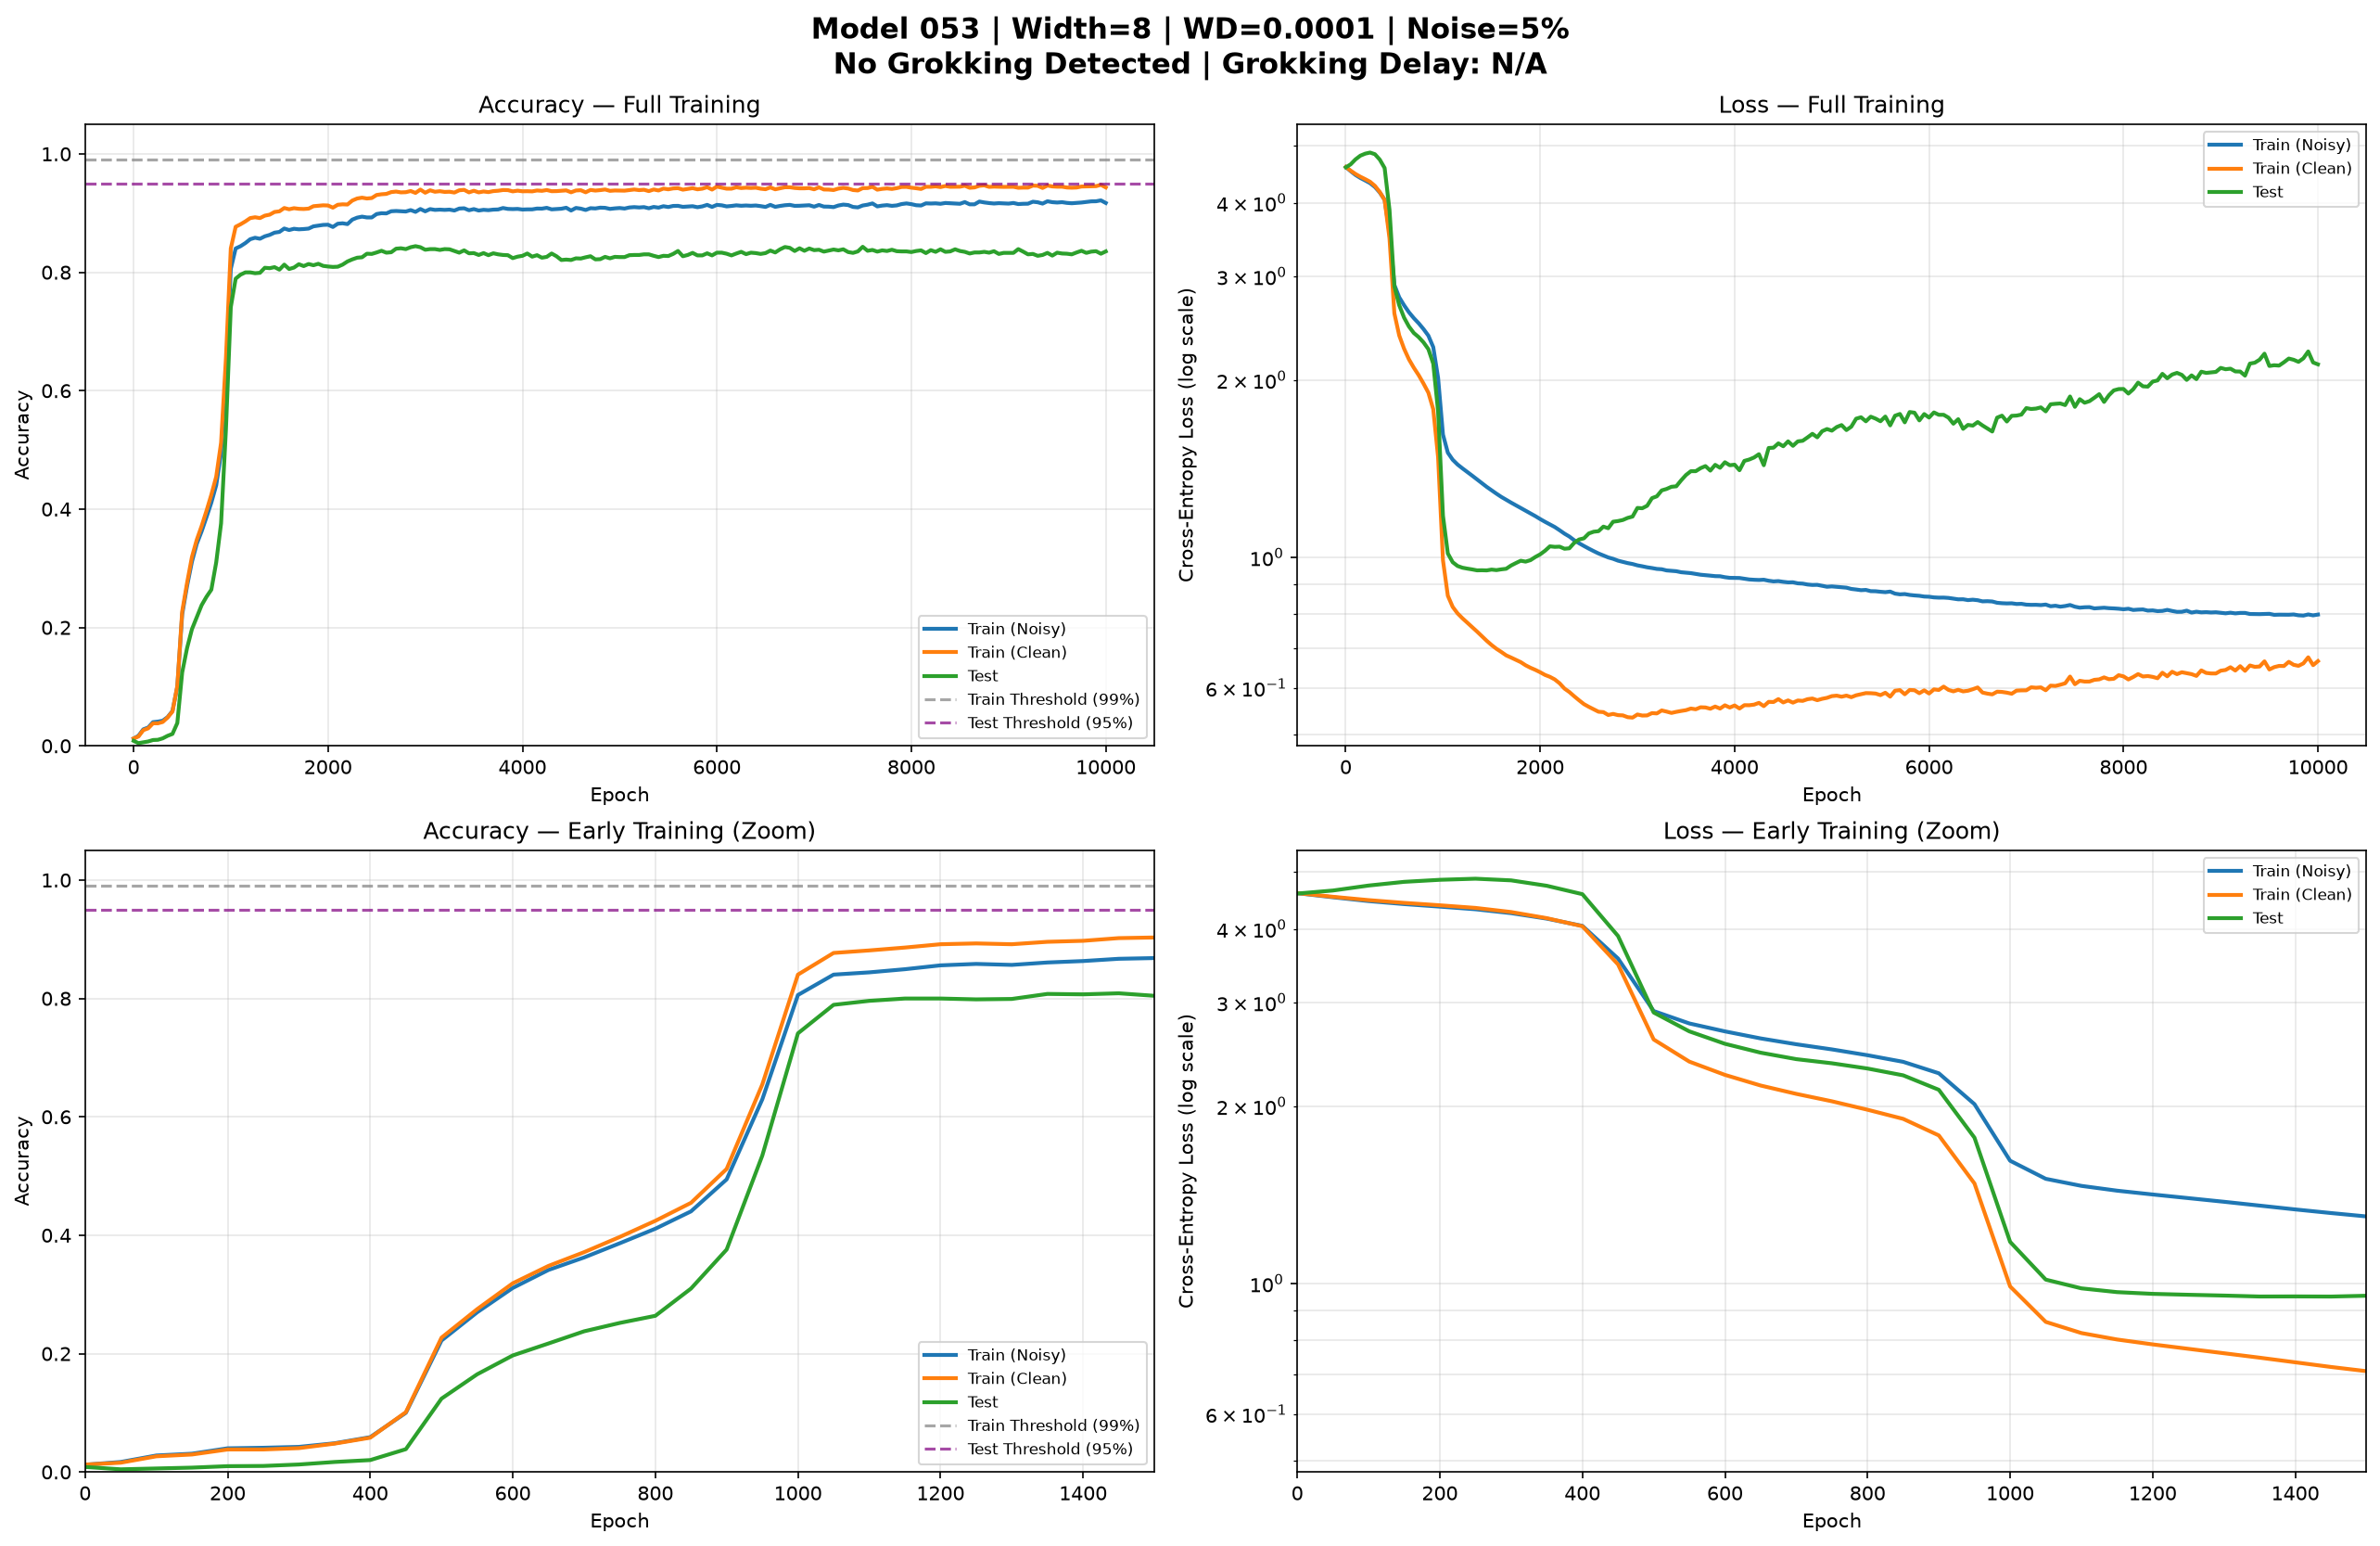 Model 053 | Width=8 | WD=0.0001 | Noise=5%
No Grokking Detected | Grokking Delay: N/A
Accuracy — Full Training
1.0
0.8
0.6
0.4
0.2
0.0
Accuracy
0
2000
4000
6000
8000
10000
Epoch
Train (Noisy)
Train (Clean)
Test
Train Threshold (99%)
Test Threshold (95%)
Loss — Full Training
4 × 10⁰
3 × 10⁰
2 × 10⁰
10⁰
6 × 10⁻¹
Cross-Entropy Loss (log scale)
0
2000
4000
6000
8000
10000
Epoch
Train (Noisy)
Train (Clean)
Test
Accuracy — Early Training (Zoom)
1.0
0.8
0.6
0.4
0.2
0.0
Accuracy
0
200
400
600
800
1000
1200
1400
Epoch
Train (Noisy)
Train (Clean)
Test
Train Threshold (99%)
Test Threshold (95%)
Loss — Early Training (Zoom)
4 × 10⁰
3 × 10⁰
2 × 10⁰
10⁰
6 × 10⁻¹
Cross-Entropy Loss (log scale)
0
200
400
600
800
1000
1200
1400
Epoch
Train (Noisy)
Train (Clean)
Test